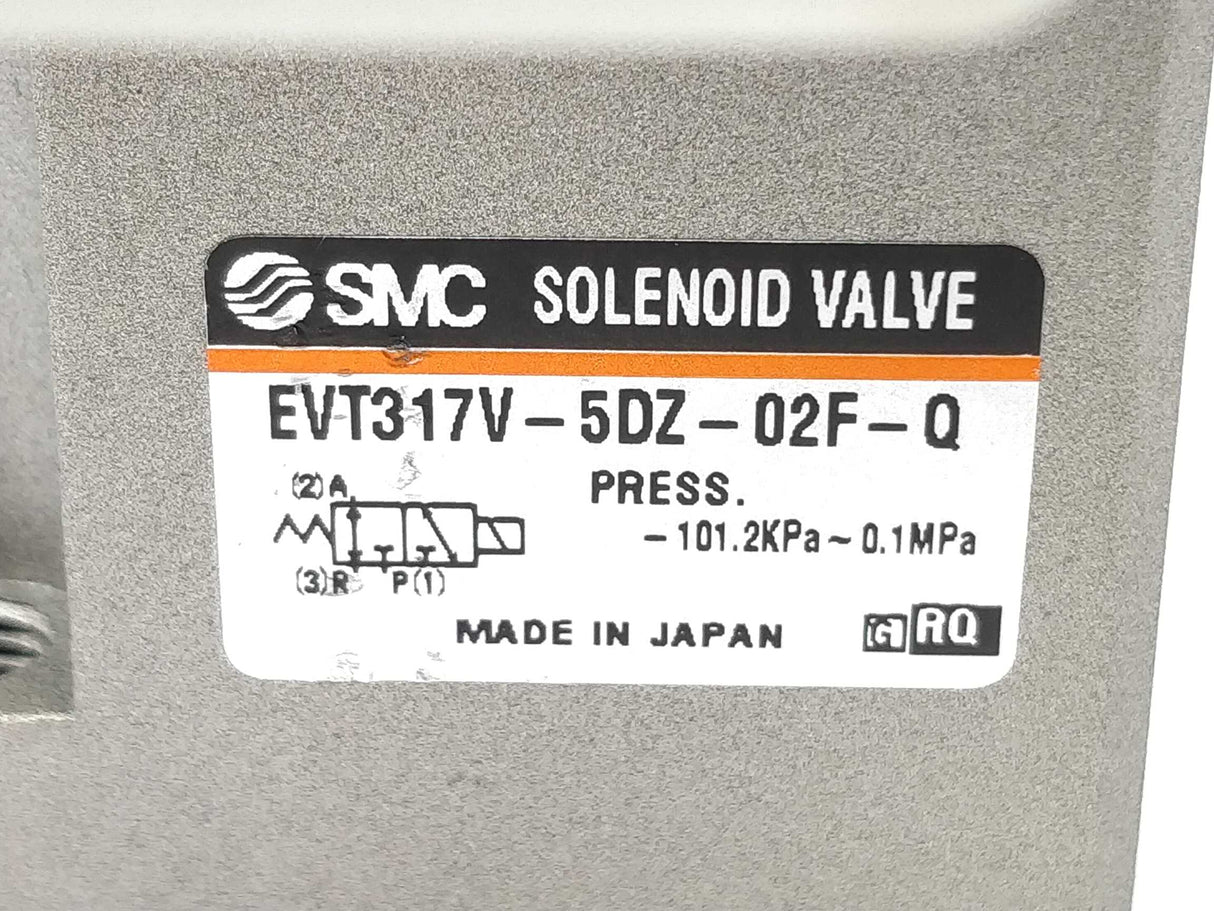 SMC SOLENOID VALVE
EVT317V-5DZ-02F-Q
(2) A PRESS.
-101.2KPa~0.1MPa
(3) R P(1)
MADE IN JAPAN G RQ